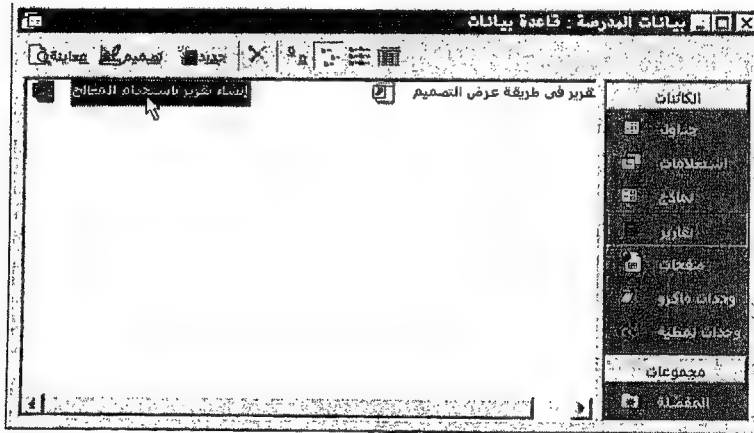 بيانات المدرسة : قاعدة بيانات
معاينة تصميم جديد
إنشاء تقرير باستخدام المعالج
تقرير في طريقة عرض التصميم
الكائنات
جداول
استعلامات
نماذج
تقارير
صفحات
وحدات ماكرو
وحدات نمطية
مجموعات
المفضلة